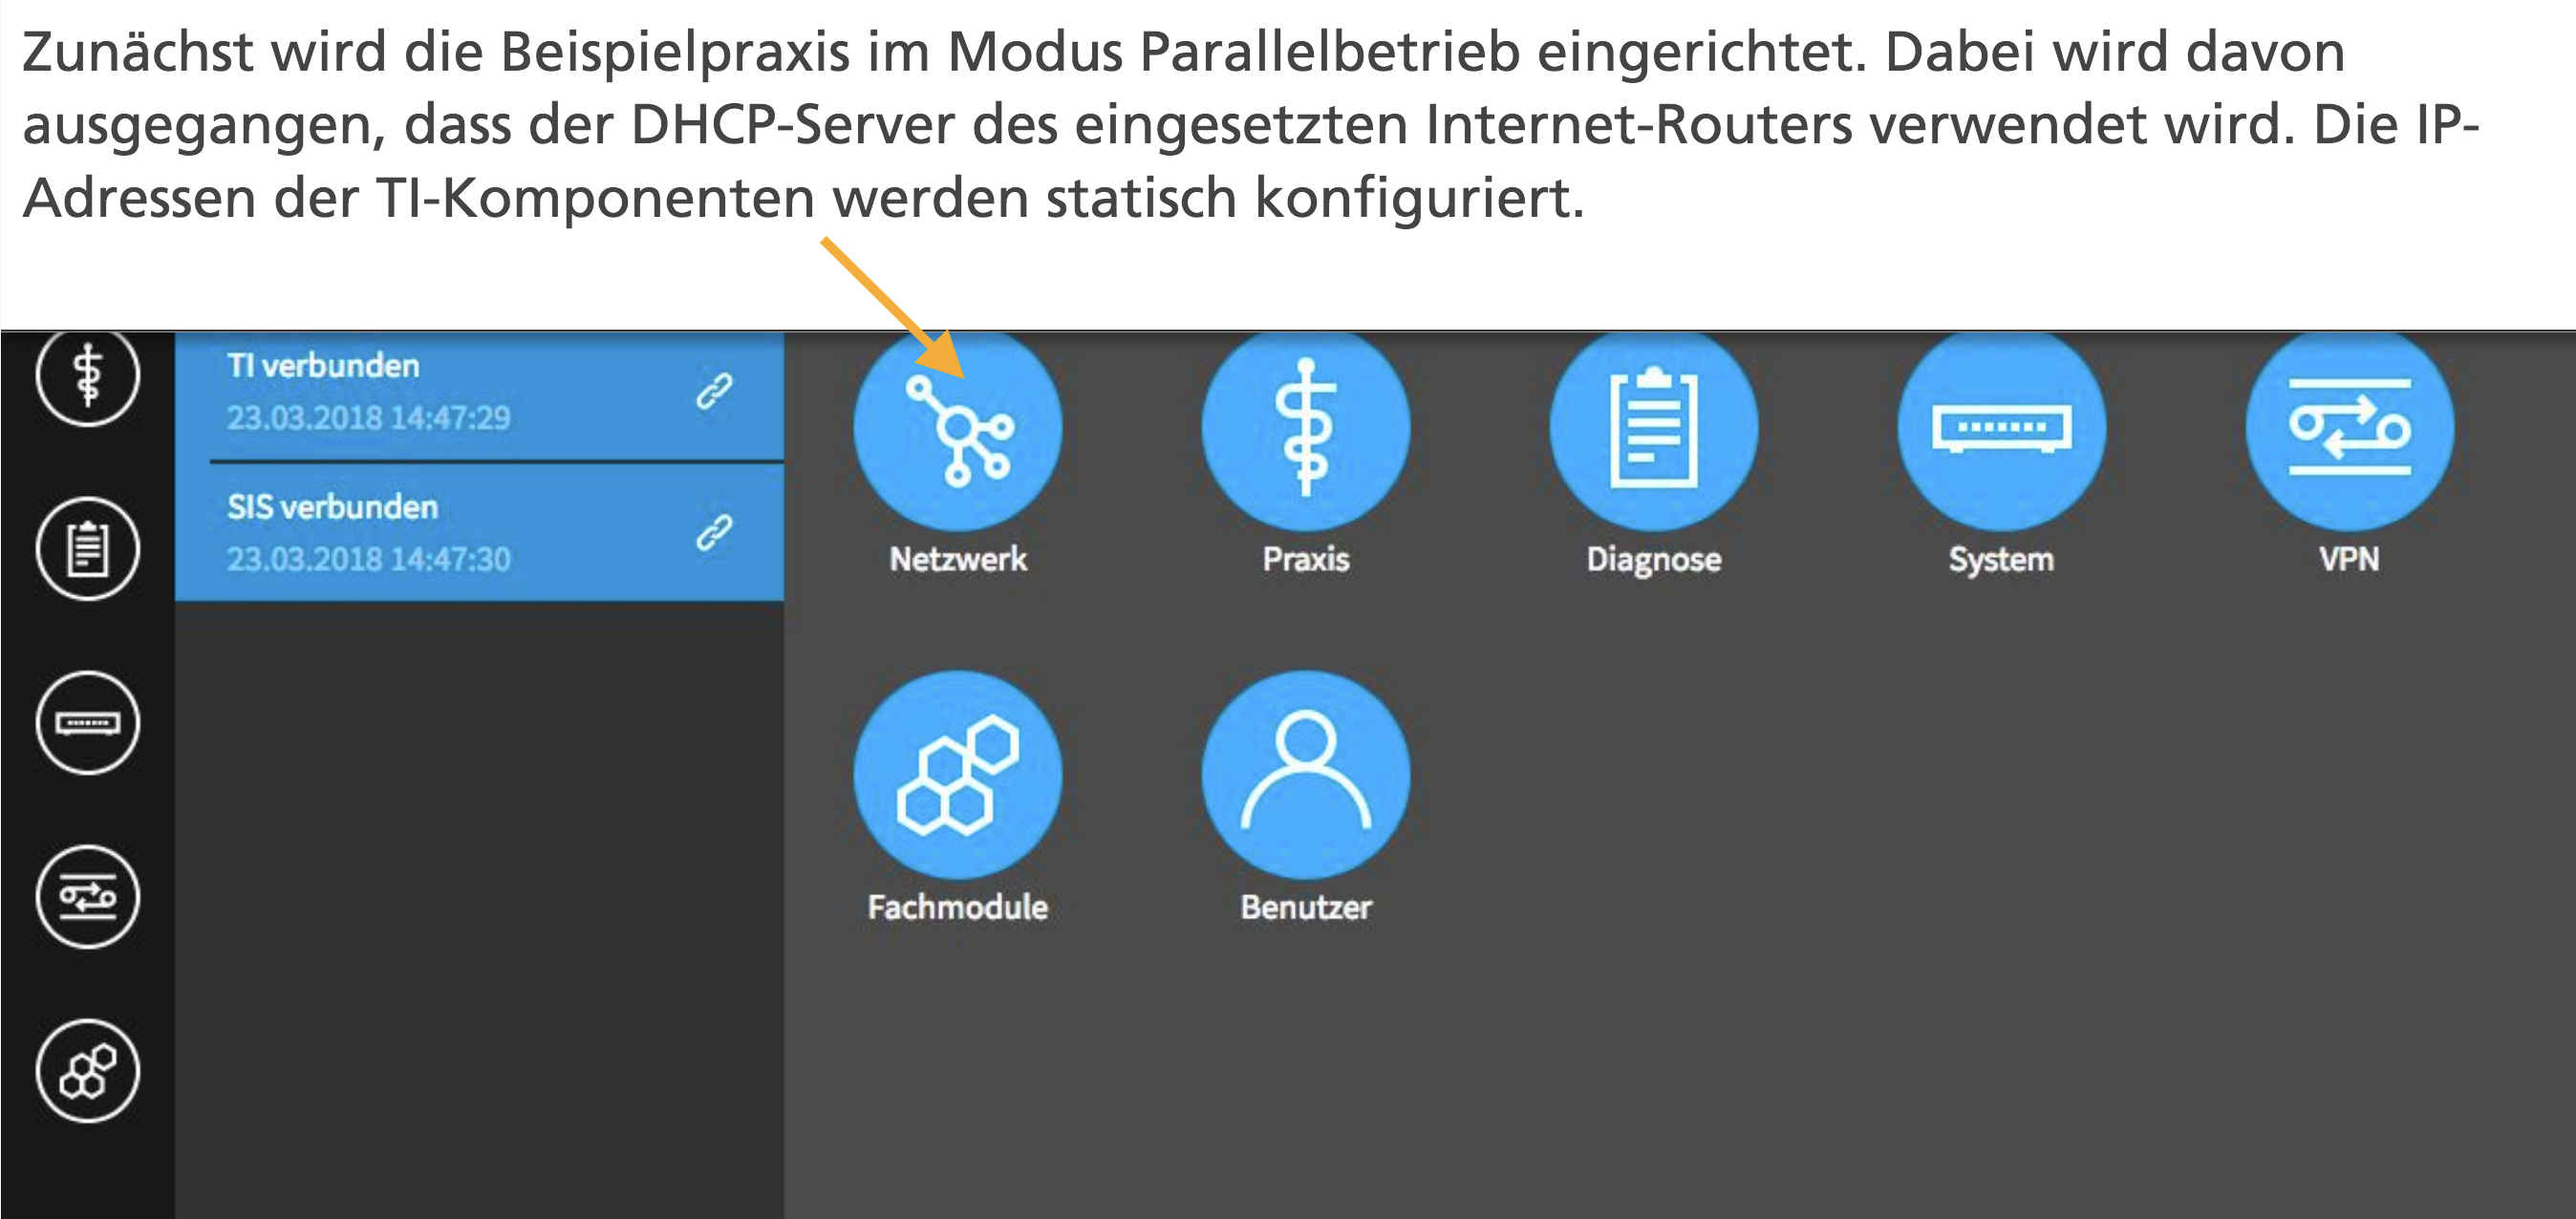 Zunächst wird die Beispielpraxis im Modus Parallelbetrieb eingerichtet. Dabei wird davon
ausgegangen, dass der DHCP-Server des eingesetzten Internet-Routers verwendet wird. Die IP-
Adressen der TI-Komponenten werden statisch konfiguriert.
TI verbunden
23.03.2018 14:47:29
SIS verbunden
23.03.2018 14:47:30
Netzwerk
Praxis
Diagnose
System
VPN
Fachmodule
Benutzer